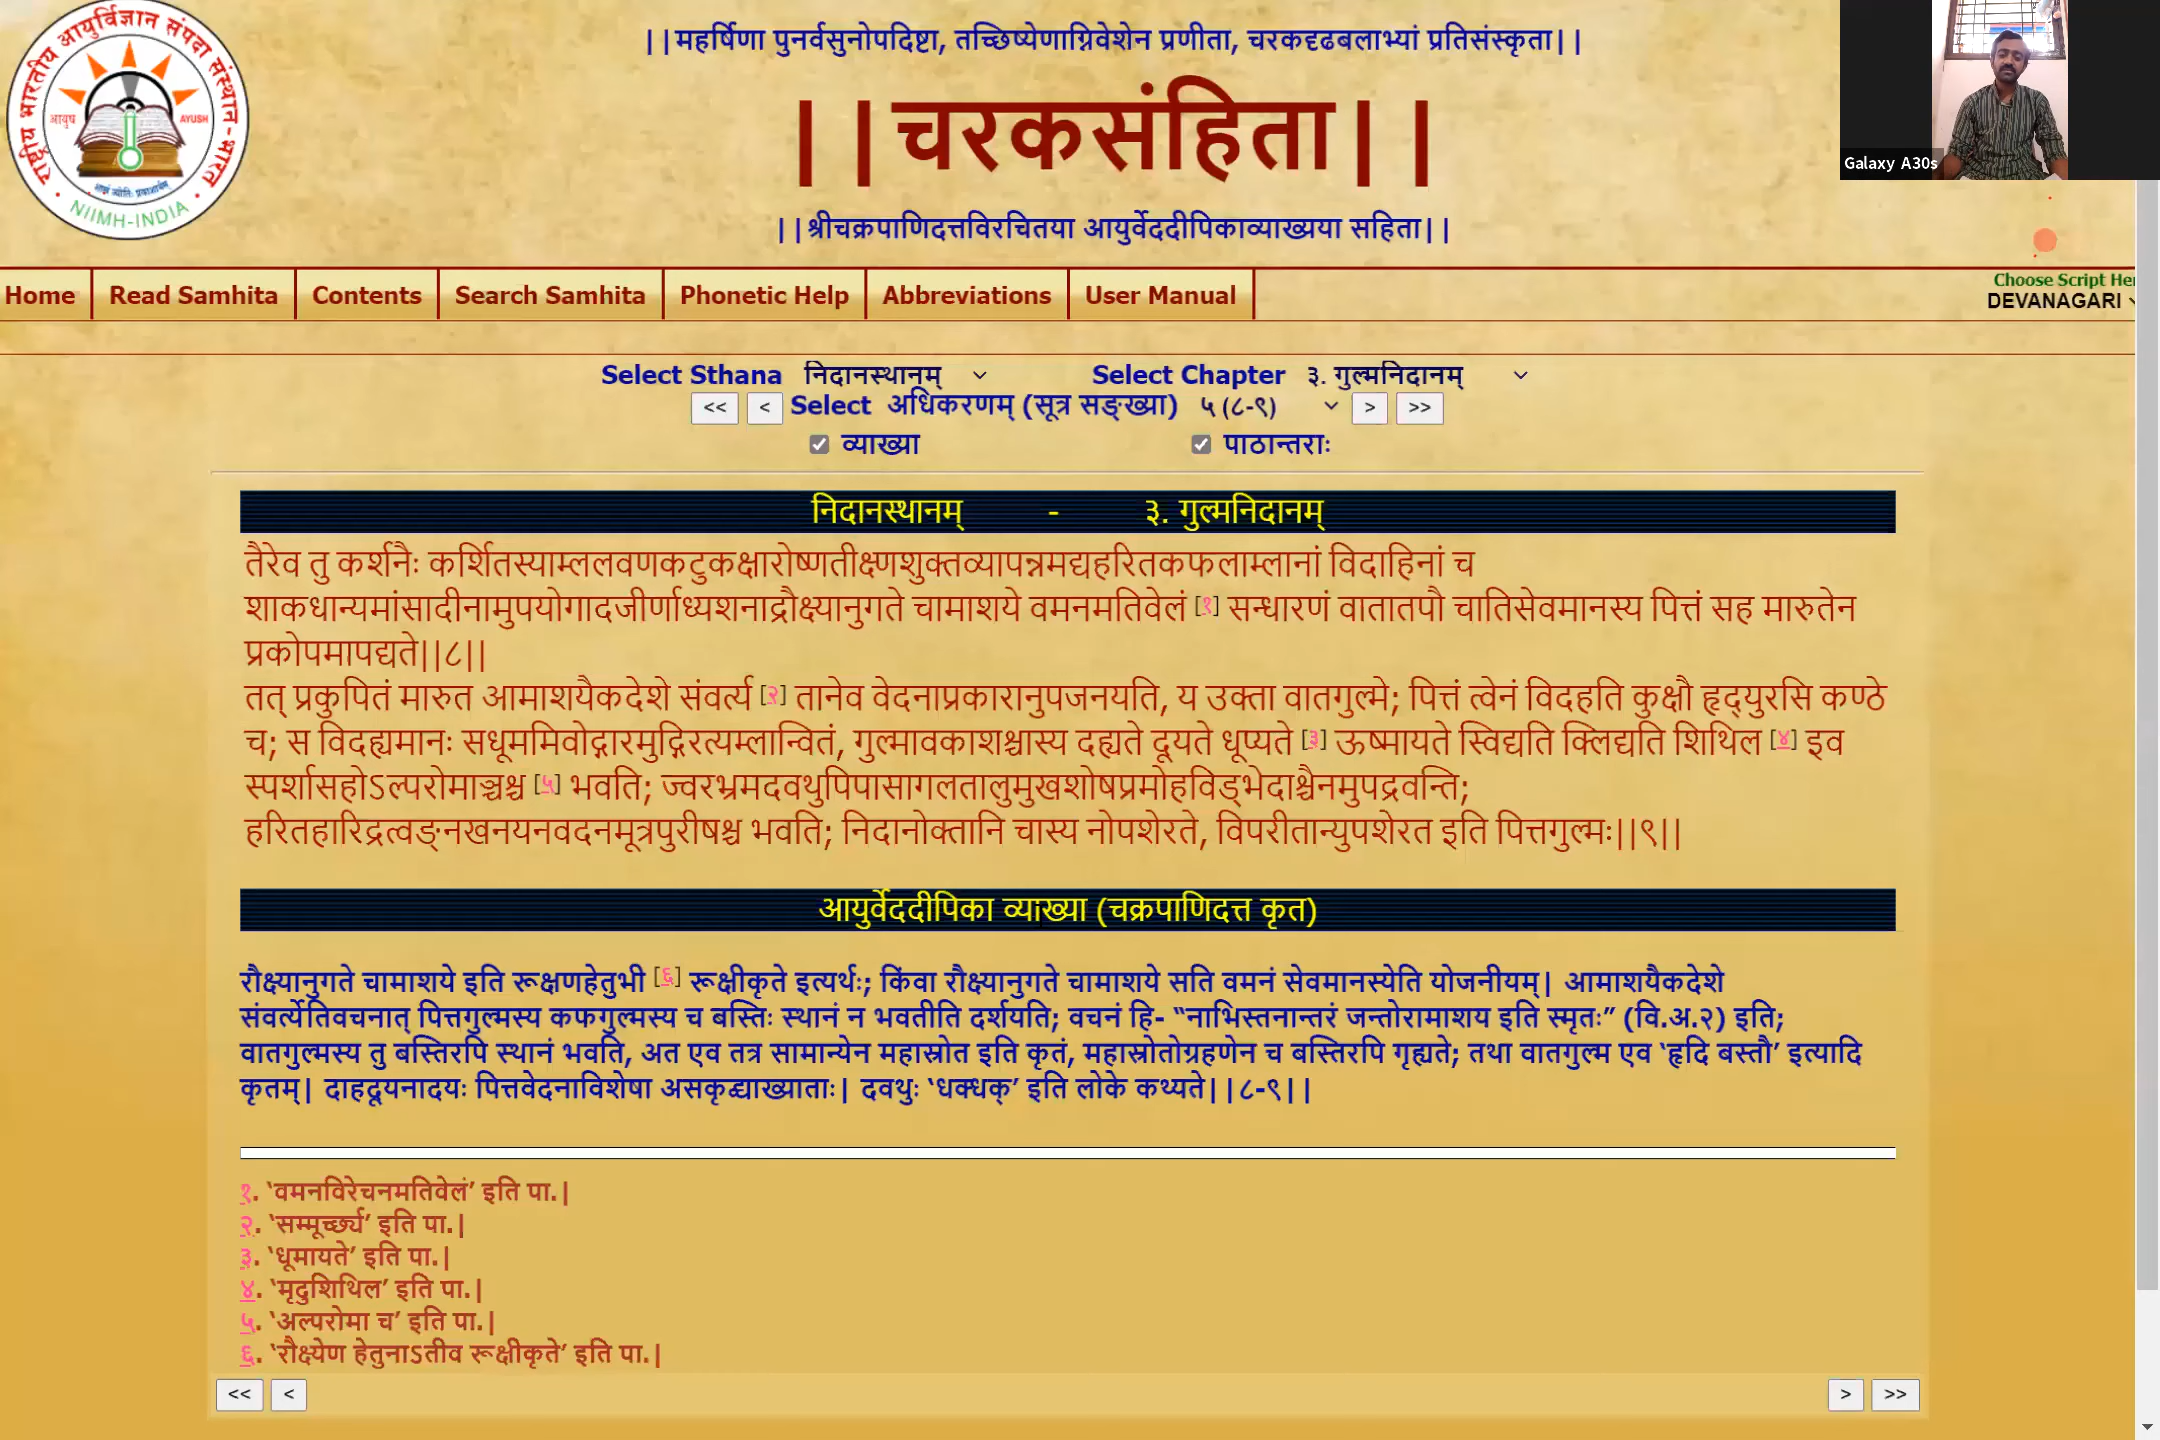 ||महर्षिणा पुनर्वसुनोपदिष्टा, तच्छिष्येणाग्निवेशेन प्रणीता, चरकदृढबलाभ्यां प्रतिसंस्कृता||
||चरकसंहिता||
||श्रीचक्रपाणिदत्तविरचितया आयुर्वेददीपिकाव्याख्यया सहिता||
राष्ट्रीय भारतीय आयुर्विज्ञान संपदा संस्थान - भारत
आयुष AYUSH
NIIMH-INDIA
Galaxy A30s
Home Read Samhita Contents Search Samhita Phonetic Help Abbreviations User Manual
Choose Script Her
DEVANAGARI
Select Sthana निदानस्थानम् Select Chapter ३. गुल्मनिदानम्
<< < Select अधिकरणम् (सूत्र सङ्ख्या) ५ (८-९) > >>
व्याख्या पाठान्तराः
निदानस्थानम् - ३. गुल्मनिदानम्
तैरेव तु कर्शनैः कर्शितस्याम्ललवणकटुकक्षारोष्णतीक्ष्णशुक्तव्यापन्नमद्यहरितकफलाम्लानां विदाहिनां च
शाकधान्यमांसादीनामुपयोगादजीर्णाध्यशनाद्रौक्ष्यानुगते चामाशये वमनमतिवेलं [१] सन्धारणं वातातपौ चातिसेवमानस्य पित्तं सह मारुतेन
प्रकोपमापद्यते||८||
तत् प्रकुपितं मारुत आमाशयैकदेशे संवर्त्य [२] तानेव वेदनाप्रकारानुपजनयति, य उक्ता वातगुल्मे; पित्तं त्वेनं विदहति कुक्षौ हृद्युरसि कण्ठे
च; स विदह्यमानः सधूममिवोद्गारमुद्गिरत्यम्लान्वितं, गुल्मावकाशश्चास्य दह्यते दूयते धूप्यते [३] ऊष्मायते स्विद्यति क्लिद्यति शिथिल [४] इव
स्पर्शासहोऽल्परोमाञ्चश्च [५] भवति; ज्वरभ्रमदवथुपिपासागलतालुमुखशोषप्रमोहविड्भेदाश्चैनमुपद्रवन्ति;
हरितहारिद्रत्वङ्नखनयनवदनमूत्रपुरीषश्च भवति; निदानोक्तानि चास्य नोपशेरते, विपरीतान्युपशेरत इति पित्तगुल्मः||९||
आयुर्वेददीपिका व्याख्या (चक्रपाणिदत्त कृत)
रौक्ष्यानुगते चामाशये इति रूक्षणहेतुभी [६] रूक्षीकृते इत्यर्थः; किंवा रौक्ष्यानुगते चामाशये सति वमनं सेवमानस्येति योजनीयम्| आमाशयैकदेशे
संवर्त्येतिवचनात् पित्तगुल्मस्य कफगुल्मस्य च बस्तिः स्थानं न भवतीति दर्शयति; वचनं हि- “नाभिस्तनान्तरं जन्तोरामाशय इति स्मृतः” (वि.अ.२) इति;
वातगुल्मस्य तु बस्तिरपि स्थानं भवति, अत एव तत्र सामान्येन महास्रोत इति कृतं, महास्रोतोग्रहणेन च बस्तिरपि गृह्यते; तथा वातगुल्म एव ‘हृदि बस्तौ’ इत्यादि
कृतम्| दाहदूयनादयः पित्तवेदनाविशेषा असकृद्व्याख्याताः| दवथुः ‘धक्धक्’ इति लोके कथ्यते||८-९||
१. ‘वमनविरेचनमतिवेलं’ इति पा.|
२. ‘सम्मूर्च्छ्य’ इति पा.|
३. ‘धूमायते’ इति पा.|
४. ‘मृदुशिथिल’ इति पा.|
५. ‘अल्परोमा च’ इति पा.|
६. ‘रौक्ष्येण हेतुनाऽतीव रूक्षीकृते’ इति पा.|
<< < > >>